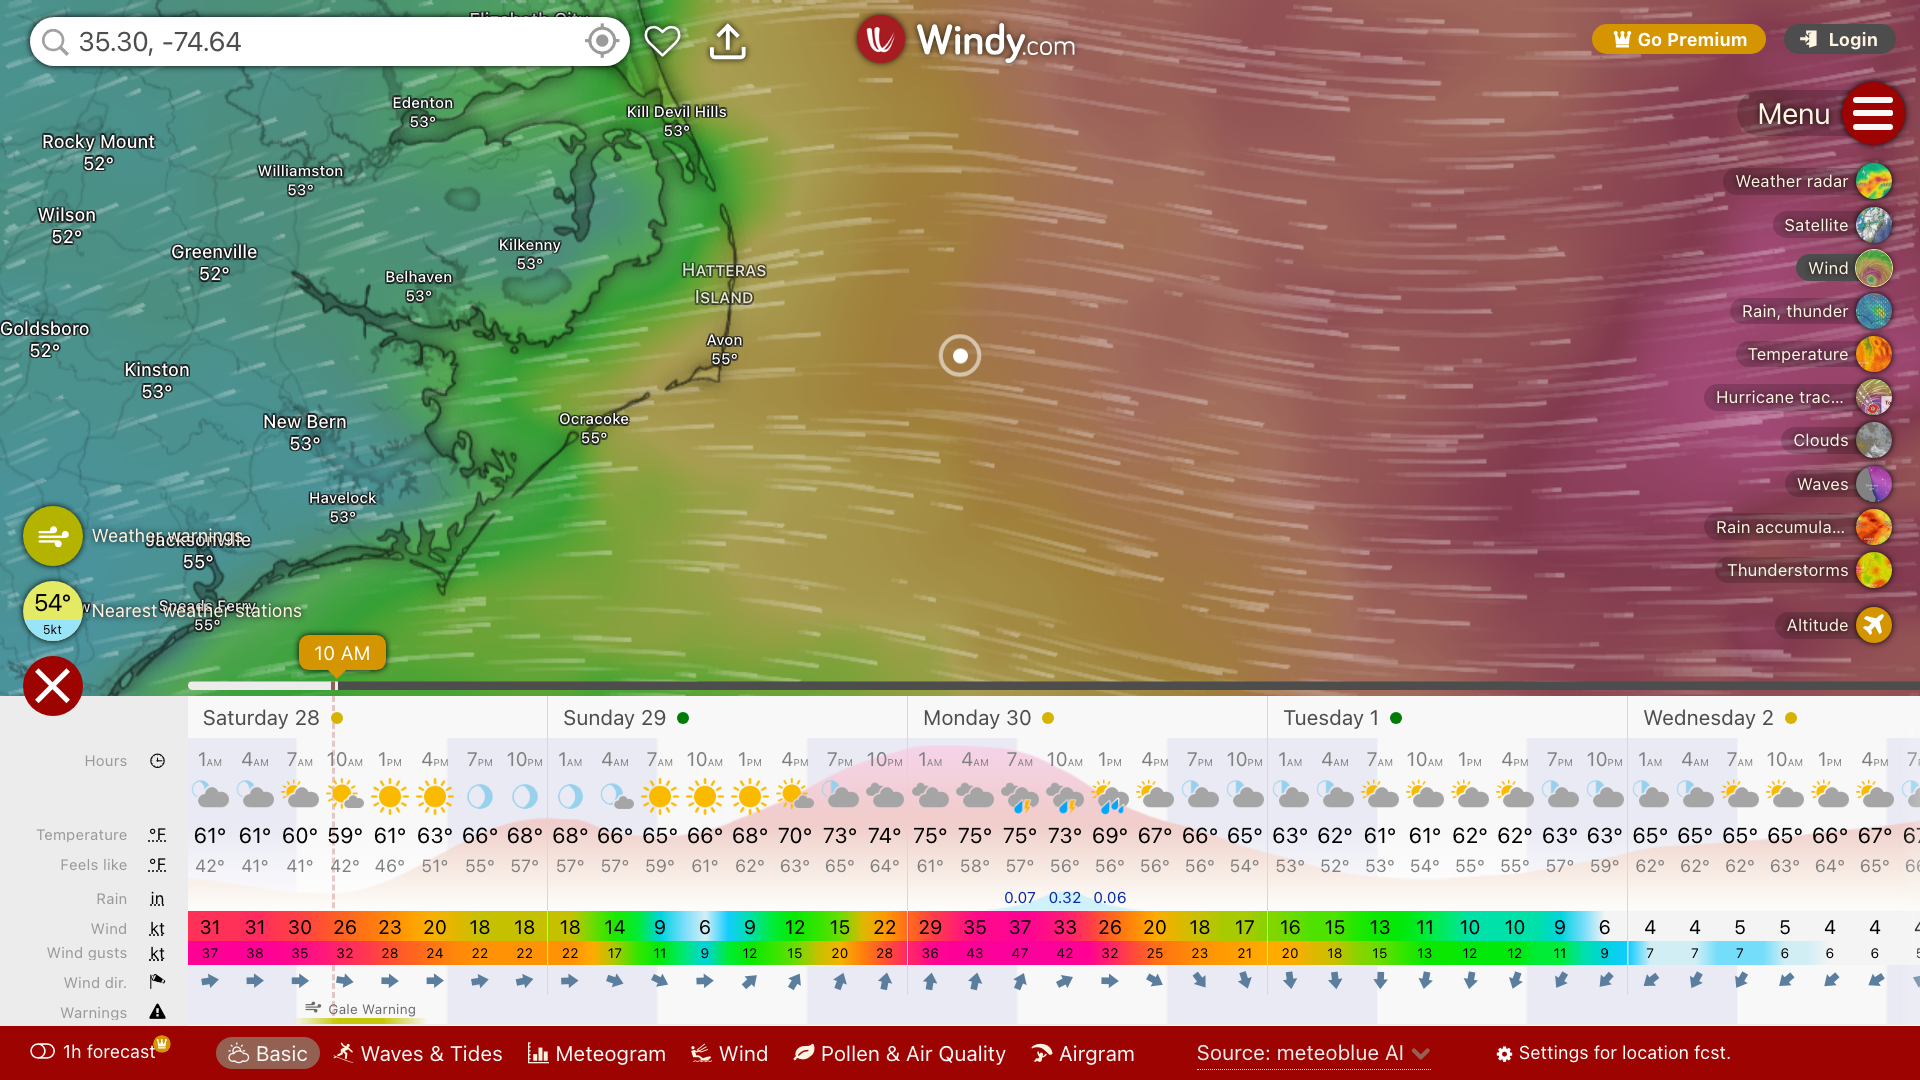 Elizabeth City
35.30, -74.64
Windy.com
Go Premium
Login
Menu
Edenton
53°
Kill Devil Hills
53°
Rocky Mount
52°
Williamston
53°
Wilson
52°
Greenville
52°
Kilkenny
53°
Belhaven
53°
HATTERAS
ISLAND
Goldsboro
52°
Avon
55°
Kinston
53°
New Bern
53°
Ocracoke
55°
Havelock
53°
Jacksonville
55°
Sneads Ferry
55°
Weather radar
Satellite
Wind
Rain, thunder
Temperature
Hurricane trac...
Clouds
Waves
Rain accumula...
Thunderstorms
Altitude
Weather warnings
54°
5kt
Nearest weather stations
10 AM
Saturday 28 Sunday 29 Monday 30 Tuesday 1 Wednesday 2
Hours 1AM 4AM 7AM 10AM 1PM 4PM 7PM 10PM 1AM 4AM 7AM 10AM 1PM 4PM 7PM 10PM 1AM 4AM 7AM 10AM 1PM 4PM 7PM 10PM 1AM 4AM 7AM 10AM 1PM 4PM 7PM 10PM 1AM 4AM 7AM 10AM 1PM 4PM
Temperature °F 61° 61° 60° 59° 61° 63° 66° 68° 68° 66° 65° 66° 68° 70° 73° 74° 75° 75° 75° 73° 69° 67° 66° 65° 63° 62° 61° 61° 62° 62° 63° 63° 65° 65° 65° 65° 66° 67°
Feels like °F 42° 41° 41° 42° 46° 51° 55° 57° 57° 57° 59° 61° 62° 63° 65° 64° 61° 58° 57° 56° 56° 56° 56° 54° 53° 52° 53° 54° 55° 55° 57° 59° 62° 62° 62° 63° 64° 65°
Rain in 0.07 0.32 0.06
Wind kt 31 31 30 26 23 20 18 18 18 14 9 6 9 12 15 22 29 35 37 33 26 20 18 17 16 15 13 11 10 10 9 6 4 4 5 5 4 4
Wind gusts kt 37 38 35 32 28 24 22 22 22 17 11 9 12 15 20 28 36 43 47 42 32 25 23 21 20 18 15 13 12 12 11 9 7 7 7 6 6 6
Wind dir.
Warnings Gale Warning
1h forecast
Basic
Waves & Tides
Meteogram
Wind
Pollen & Air Quality
Airgram
Source: meteoblue AI
Settings for location fcst.